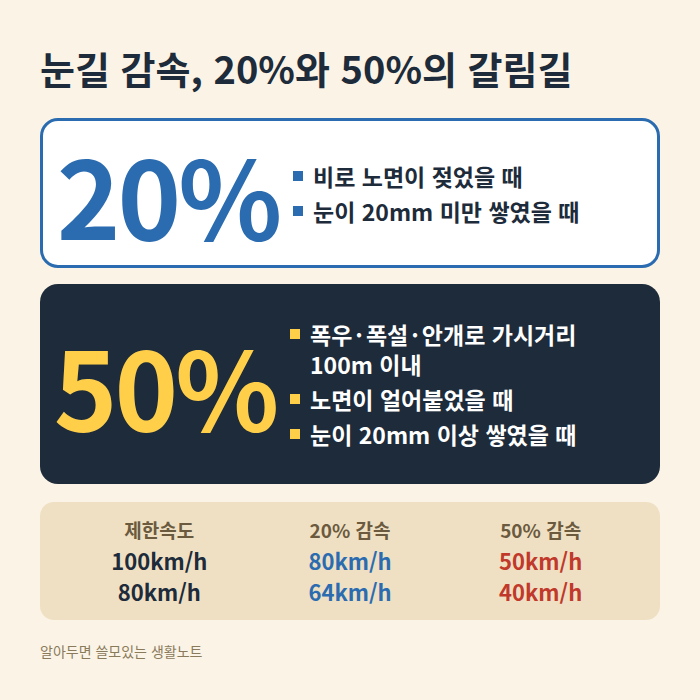 눈길 감속, 20%와 50%의 갈림길
20%
비로 노면이 젖었을 때
눈이 20mm 미만 쌓였을 때
50%
폭우·폭설·안개로 가시거리
100m 이내
노면이 얼어붙었을 때
눈이 20mm 이상 쌓였을 때
제한속도 20% 감속 50% 감속
100km/h 80km/h 50km/h
80km/h 64km/h 40km/h
알아두면 쓸모있는 생활노트